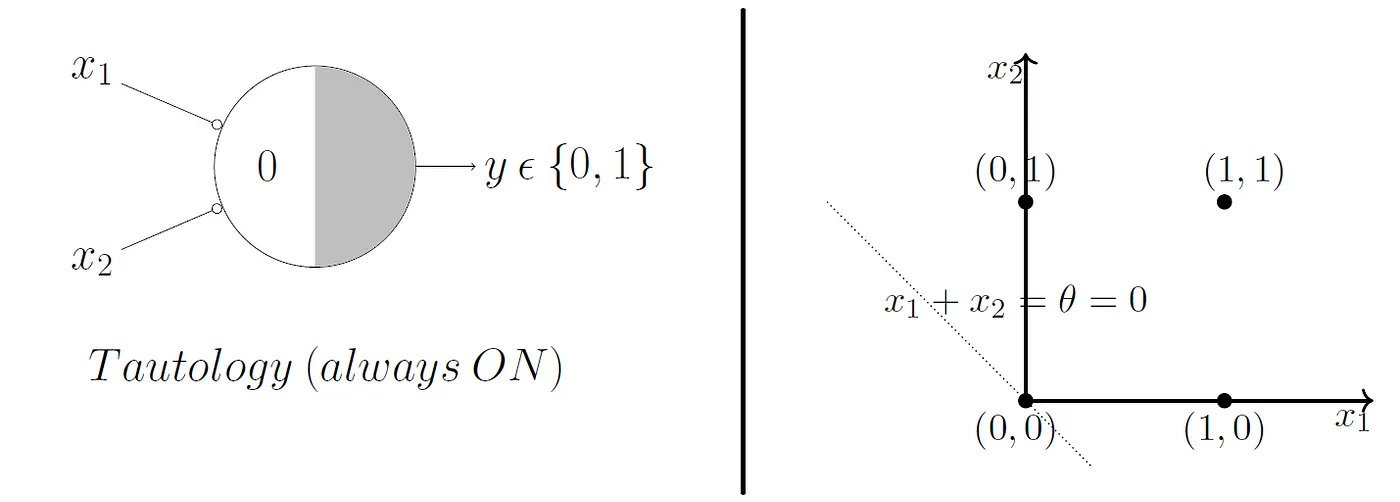 x₁
0
y ϵ {0, 1}
x₂
Tautology (always ON)
x₂
(0, 1)
(1, 1)
x₁ + x₂ = θ = 0
x₁
(0, 0)
(1, 0)